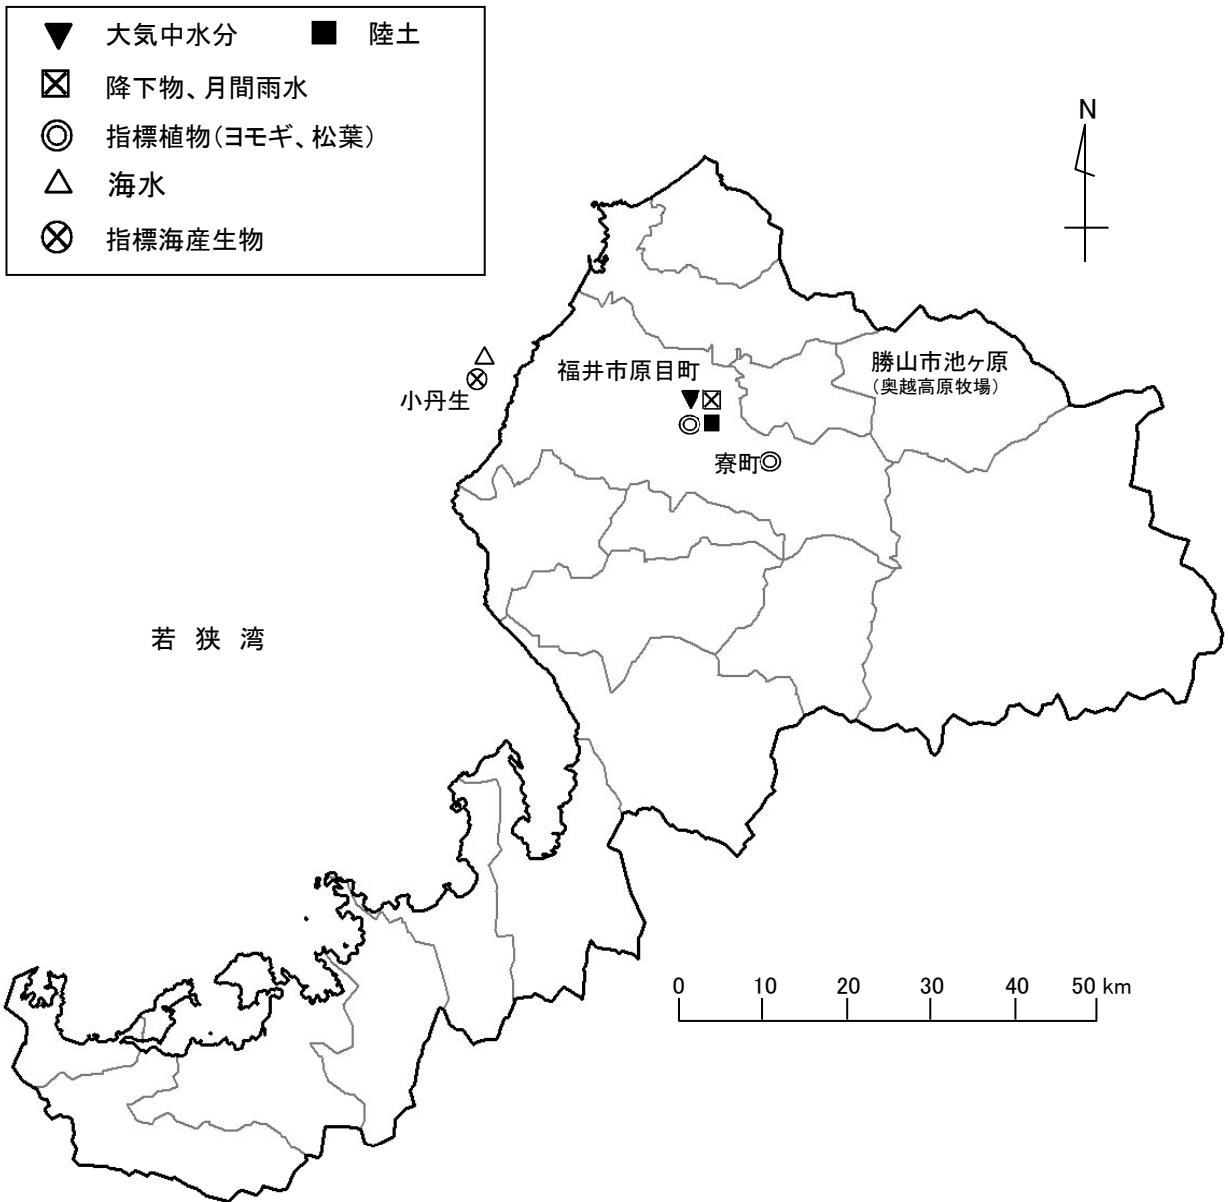 大気中水分 陸土
降下物、月間雨水
指標植物(ヨモギ、松葉)
海水
指標海産生物
N
福井市原目町
勝山市池ヶ原
(奥越高原牧場)
小丹生
寮町
若狭湾
0 10 20 30 40 50 km